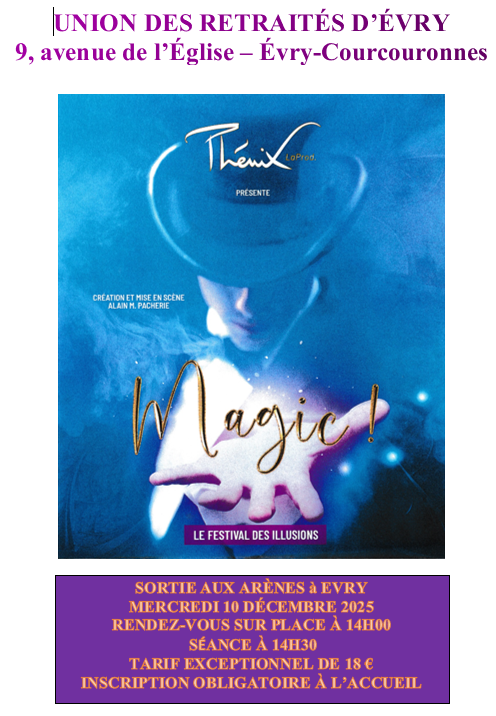 UNION DES RETRAITÉS D’ÉVRY
9, avenue de l’Église – Évry-Courcouronnes
Phénix LaProd.
PRÉSENTE
CRÉATION ET MISE EN SCÈNE
ALAIN M. PACHERIE
Magic !
LE FESTIVAL DES ILLUSIONS
SORTIE AUX ARÈNES à EVRY
MERCREDI 10 DÉCEMBRE 2025
RENDEZ-VOUS SUR PLACE À 14H00
SÉANCE À 14H30
TARIF EXCEPTIONNEL DE 18 €
INSCRIPTION OBLIGATOIRE À L’ACCUEIL